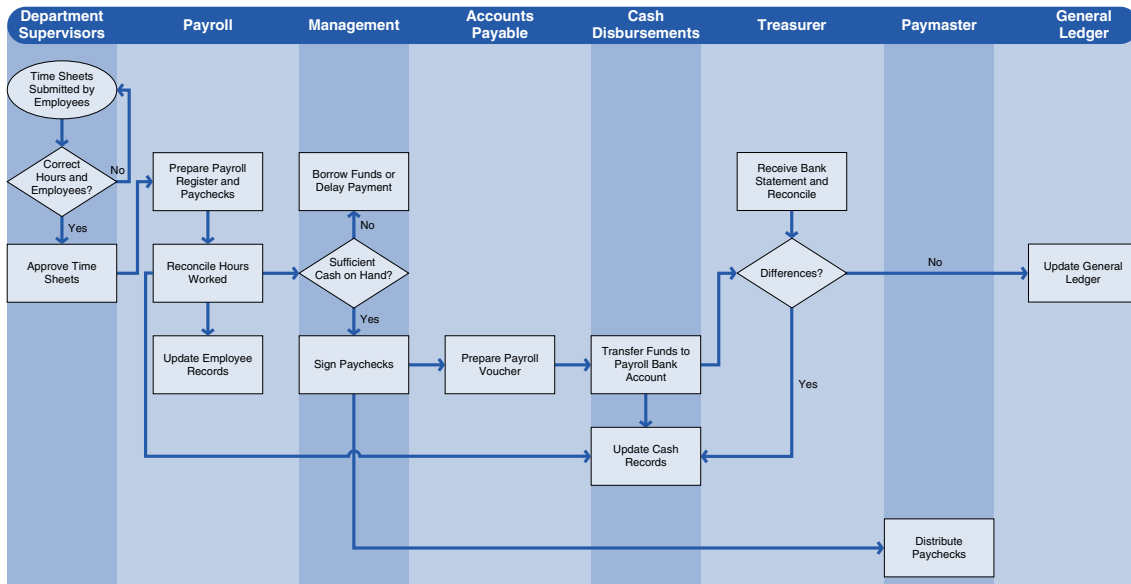 Department
Supervisors
Payroll
Management
Accounts
Payable
Cash
Disbursements
Treasurer
Paymaster
General
Ledger
Time Sheets
Submitted by
Employees
Correct
Hours and
Employees?
No
Yes
Approve Time
Sheets
Prepare Payroll
Register and
Paychecks
Reconcile Hours
Worked
Update Employee
Records
Borrow Funds or
Delay Payment
No
Sufficient
Cash on Hand?
Yes
Sign Paychecks
Prepare Payroll
Voucher
Transfer Funds to
Payroll Bank
Account
Update Cash
Records
Receive Bank
Statement and
Reconcile
Differences?
No
Yes
Distribute
Paychecks
Update General
Ledger